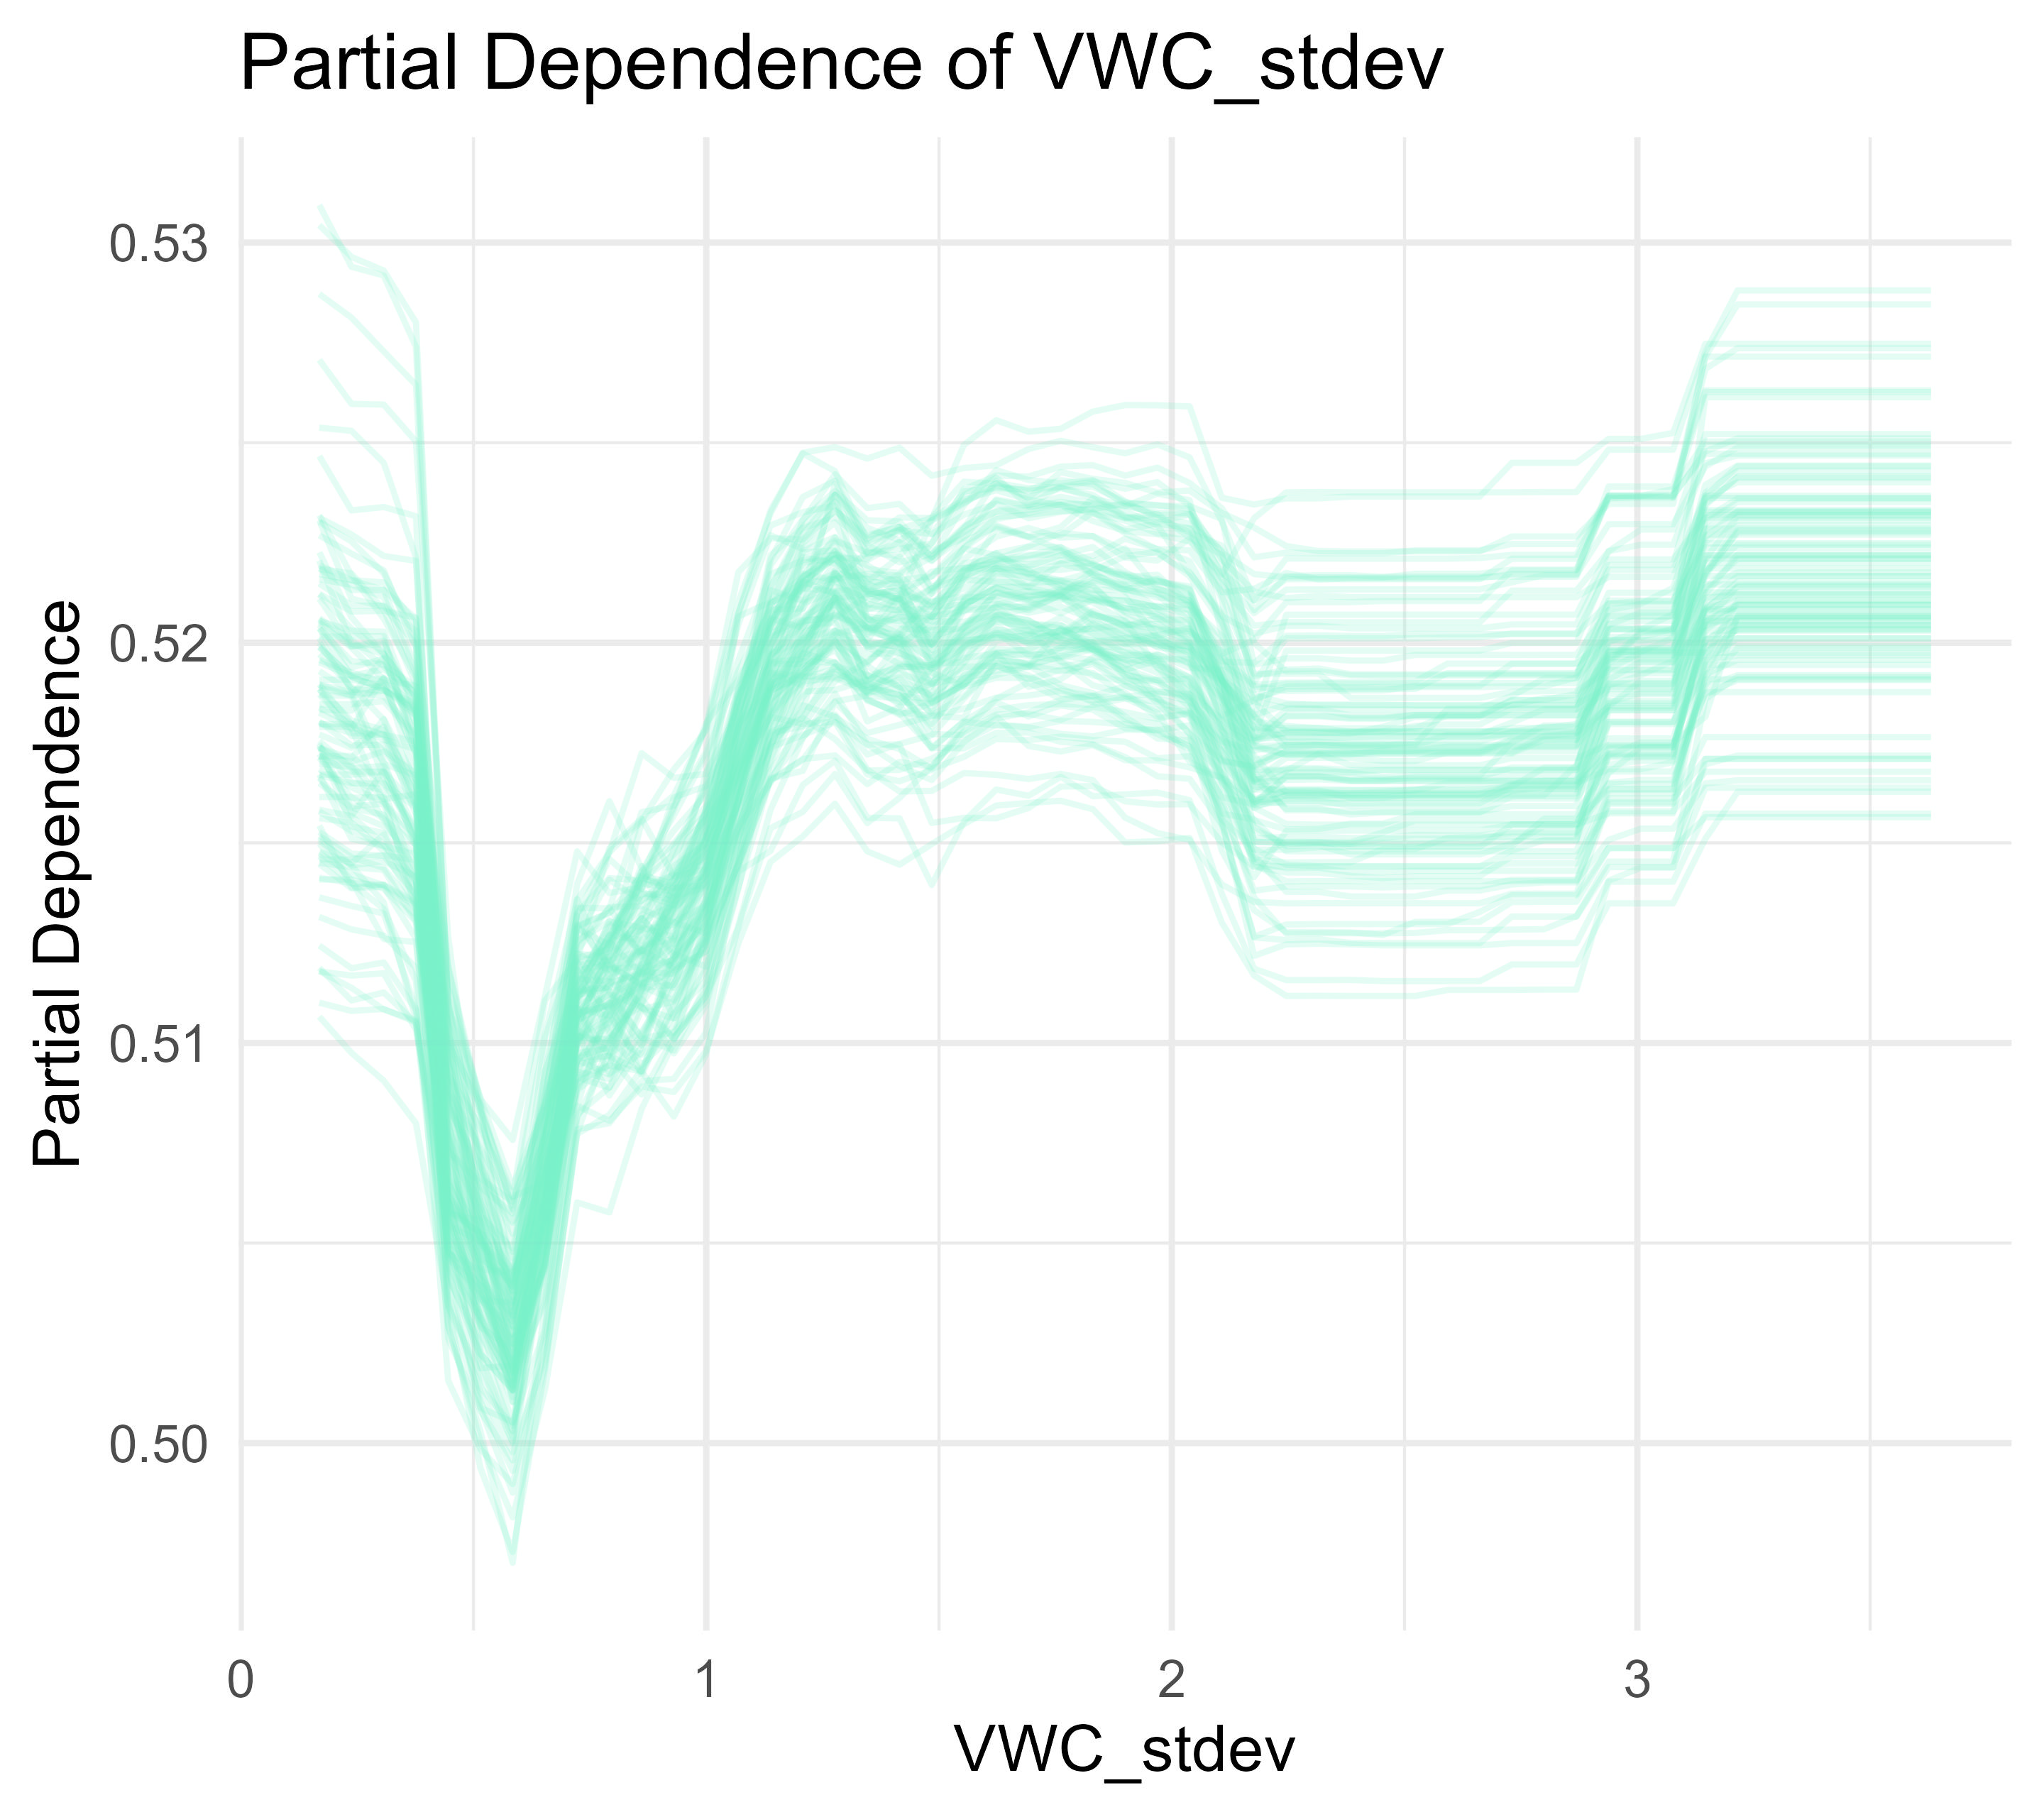 Partial Dependence of VWC_stdev
Partial Dependence
0.53
0.52
0.51
0.50
0
1
2
3
VWC_stdev